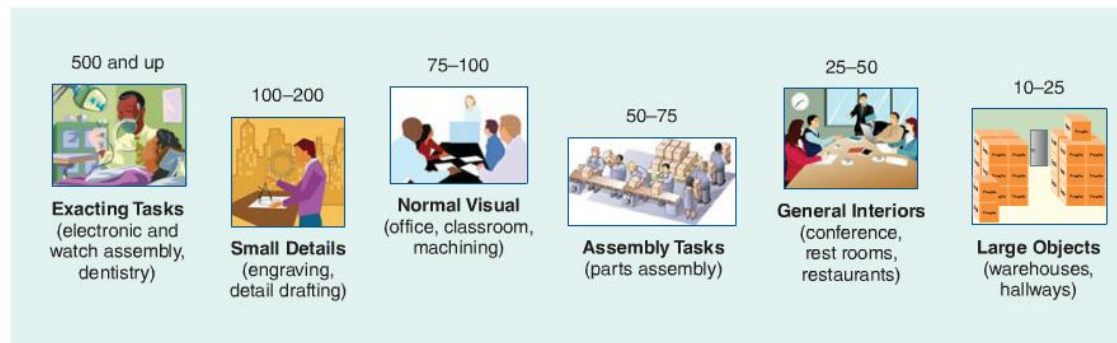 500 and up
Exacting Tasks
(electronic and
watch assembly,
dentistry)
100–200
Small Details
(engraving,
detail drafting)
75–100
Normal Visual
(office, classroom,
machining)
50–75
Assembly Tasks
(parts assembly)
25–50
General Interiors
(conference,
rest rooms,
restaurants)
10–25
Large Objects
(warehouses,
hallways)